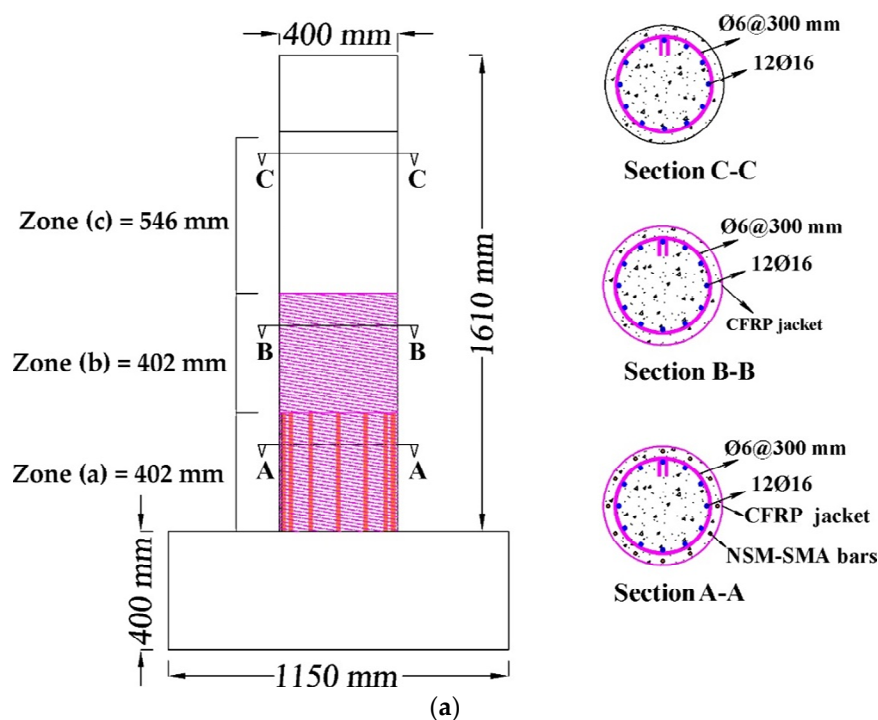 400 mm
Zone (c) = 546 mm
Zone (b) = 402 mm
Zone (a) = 402 mm
C
C
B
B
A
A
1610 mm
400 mm
1150 mm
Ø6@300 mm
12Ø16
Section C-C
Ø6@300 mm
12Ø16
CFRP jacket
Section B-B
Ø6@300 mm
12Ø16
CFRP jacket
NSM-SMA bars
Section A-A
(a)